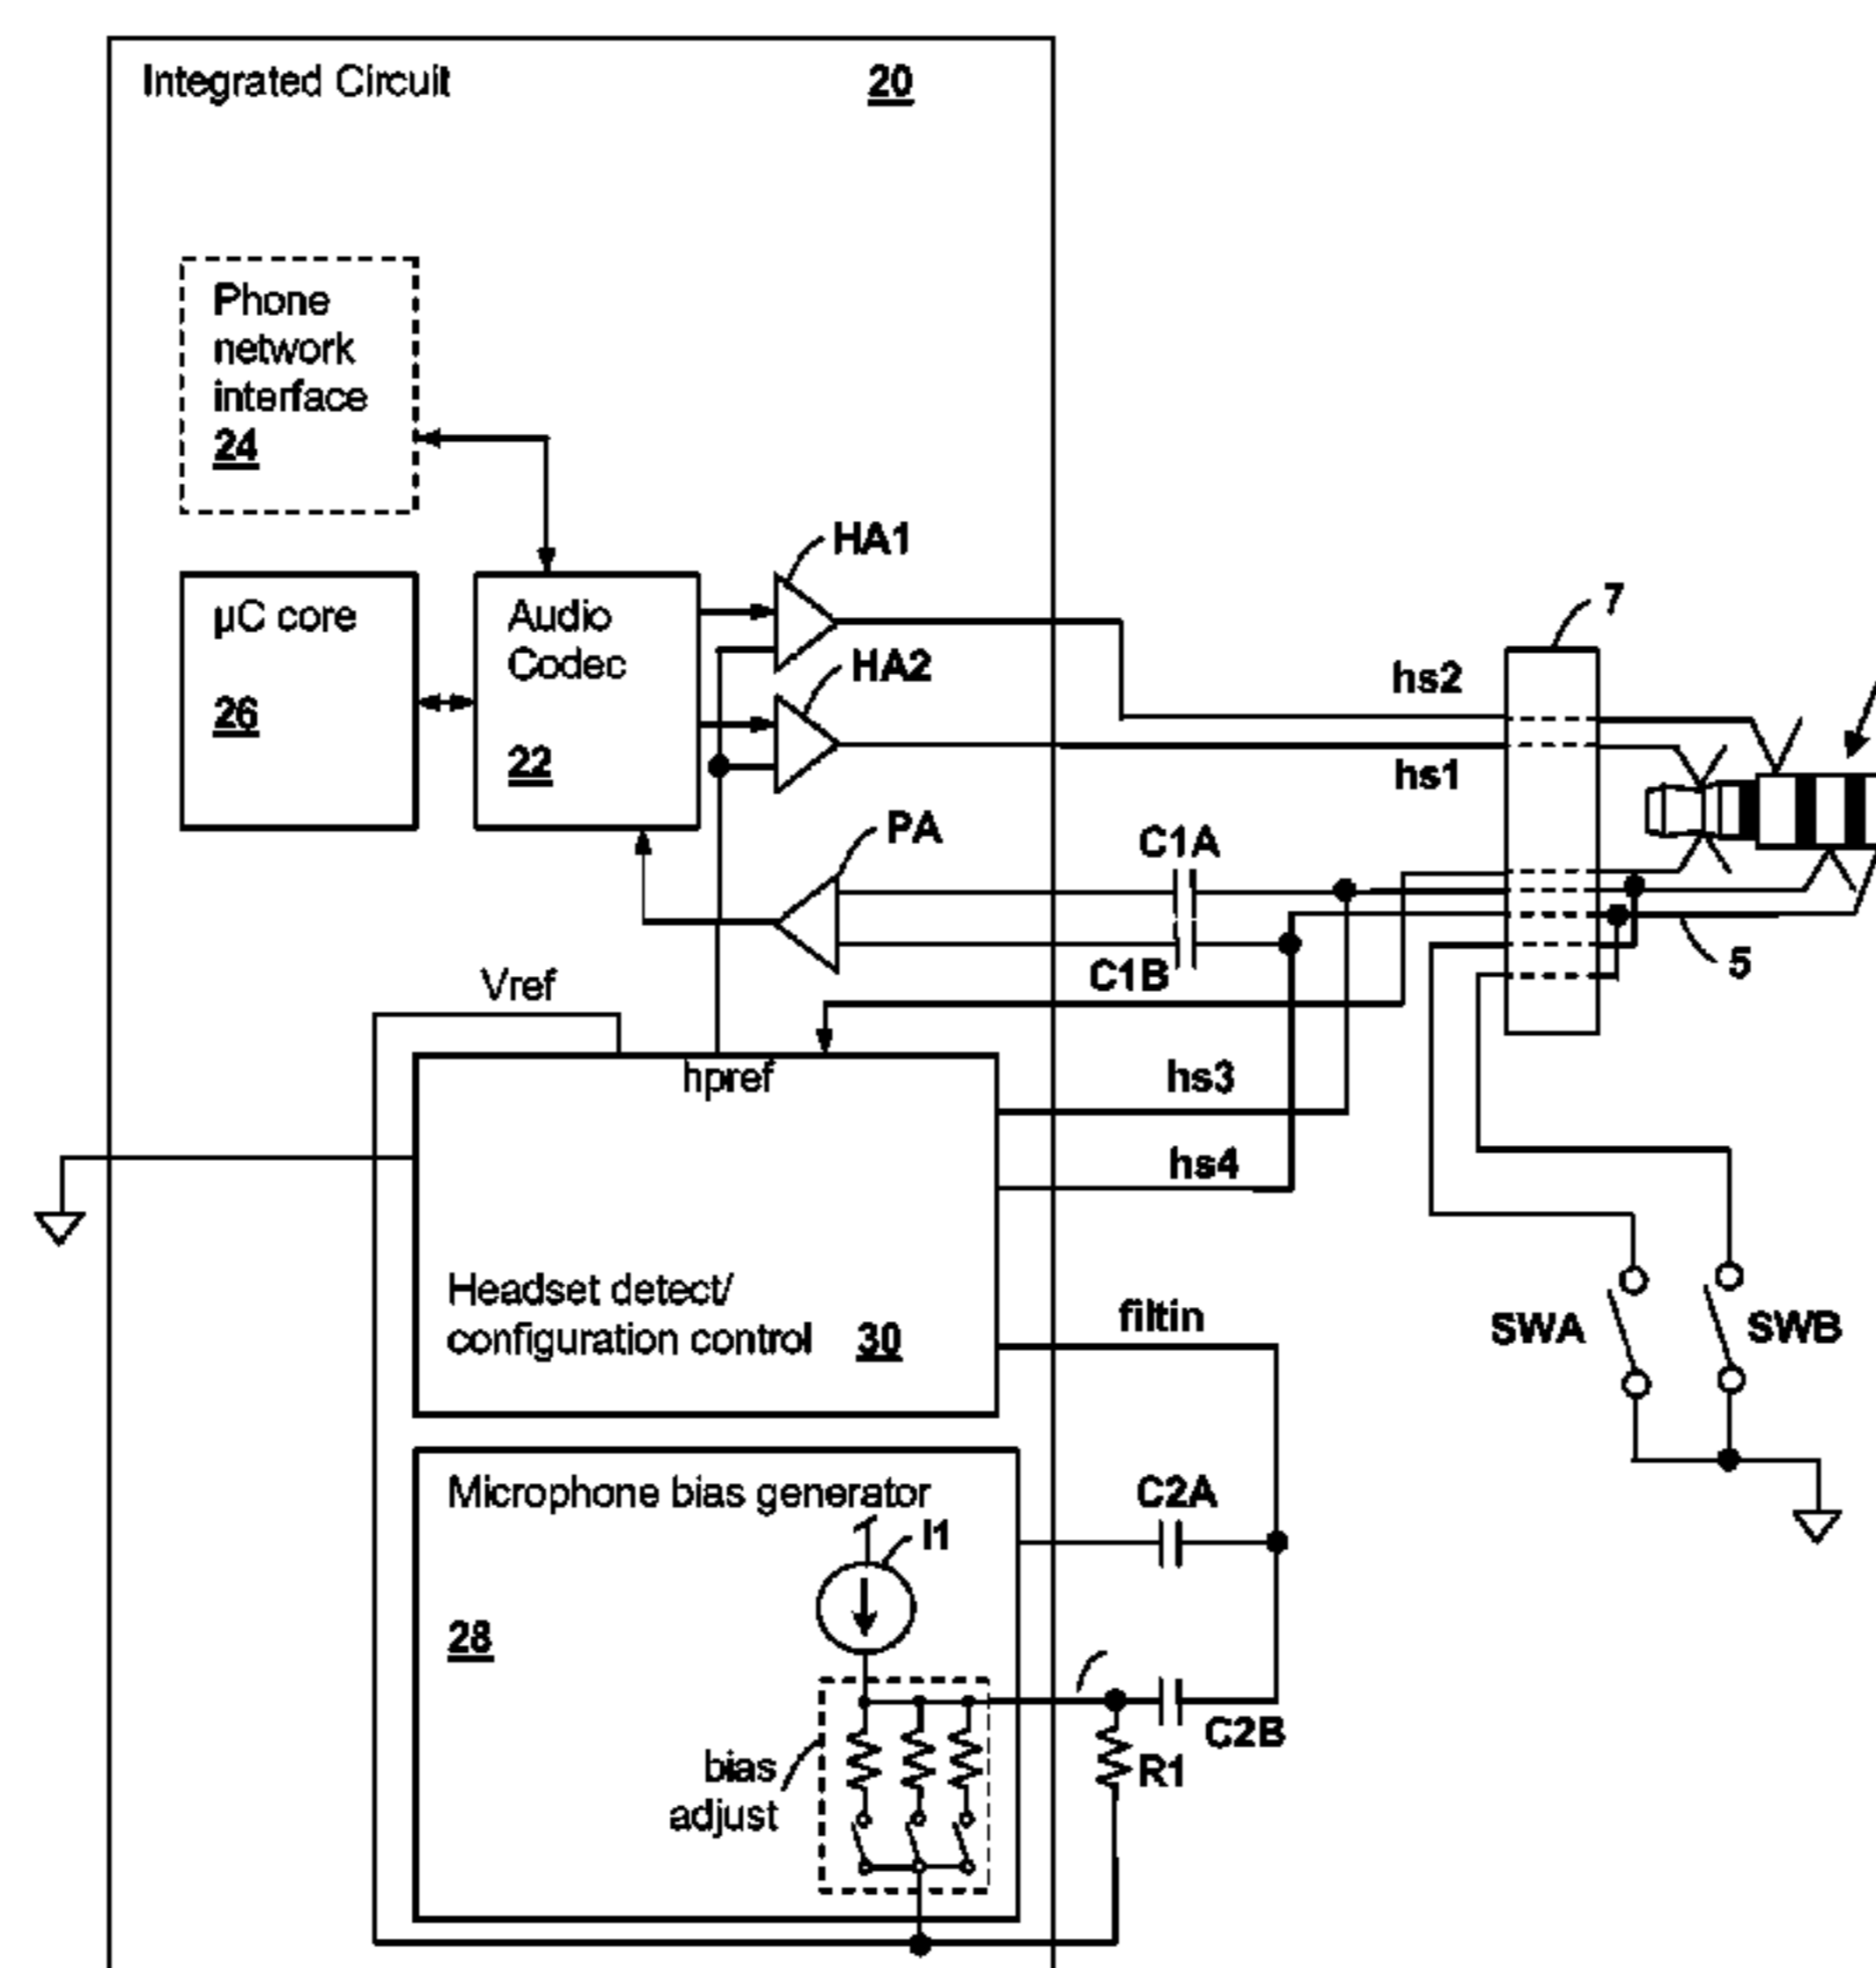 Integrated Circuit 20
Phone
network
interface
24
HA1
µC core
26
Audio
Codec
22
HA2
7
hs2
hs1
PA
C1A
C1B
5
Vref
hpref
hs3
hs4
Headset detect/
configuration control 30
filtin
SWA
SWB
Microphone bias generator
I1
C2A
28
C2B
R1
bias
adjust